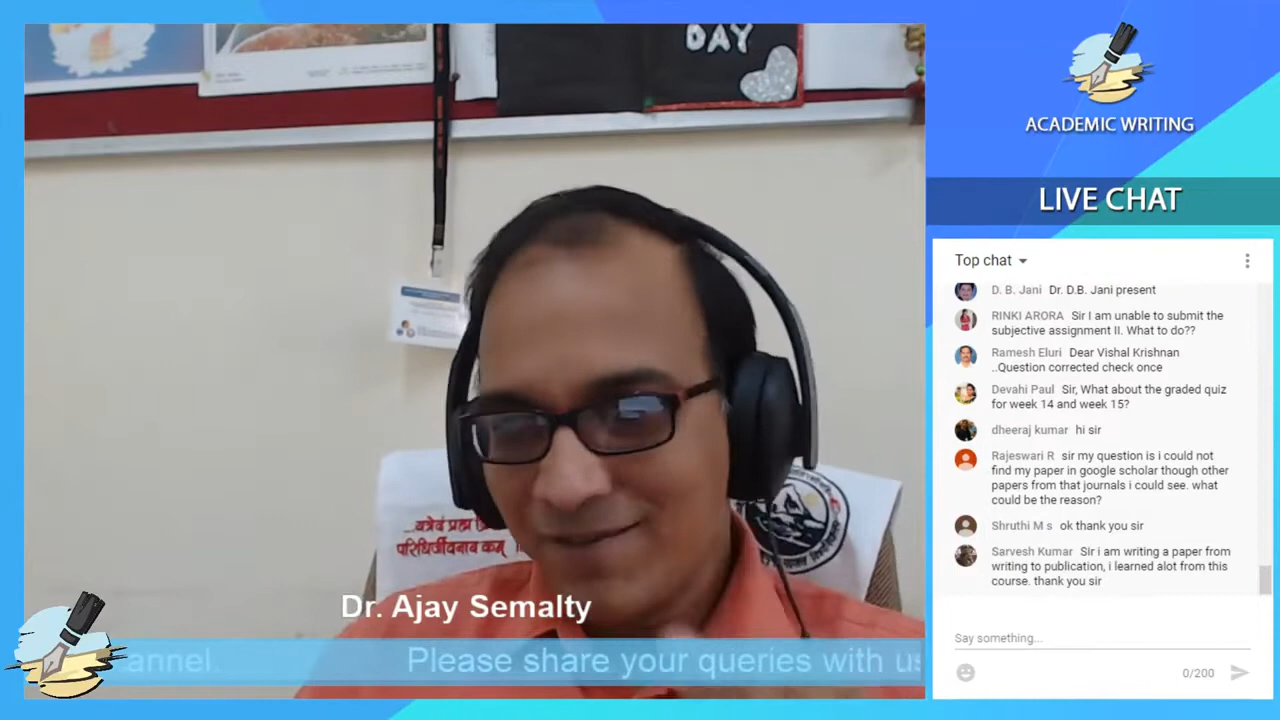 DAY
यत्रेदं ब्रह्म
परिधिर्जीवनाय कम् ॥
Dr. Ajay Semalty
annel. Please share your queries with us
ACADEMIC WRITING
LIVE CHAT
Top chat
D. B. Jani Dr. D.B. Jani present
RINKI ARORA Sir I am unable to submit the
subjective assignment II. What to do??
Ramesh Eluri Dear Vishal Krishnan
..Question corrected check once
Devahi Paul Sir, What about the graded quiz
for week 14 and week 15?
dheeraj kumar hi sir
Rajeswari R sir my question is i could not
find my paper in google scholar though other
papers from that journals i could see. what
could be the reason?
Shruthi M s ok thank you sir
Sarvesh Kumar Sir i am writing a paper from
writing to publication, i learned alot from this
course. thank you sir
Say something...
0/200